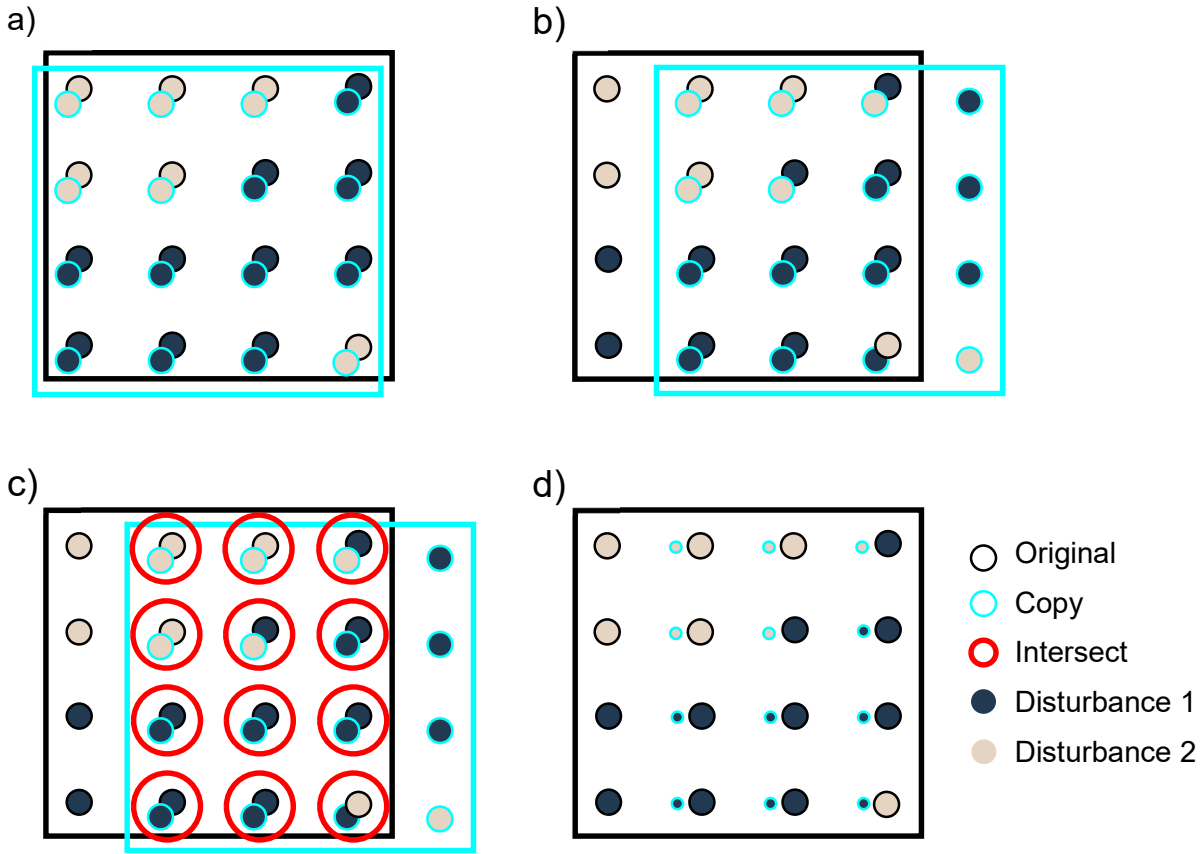 a)
b)
c)
d)
Original
Copy
Intersect
Disturbance 1
Disturbance 2